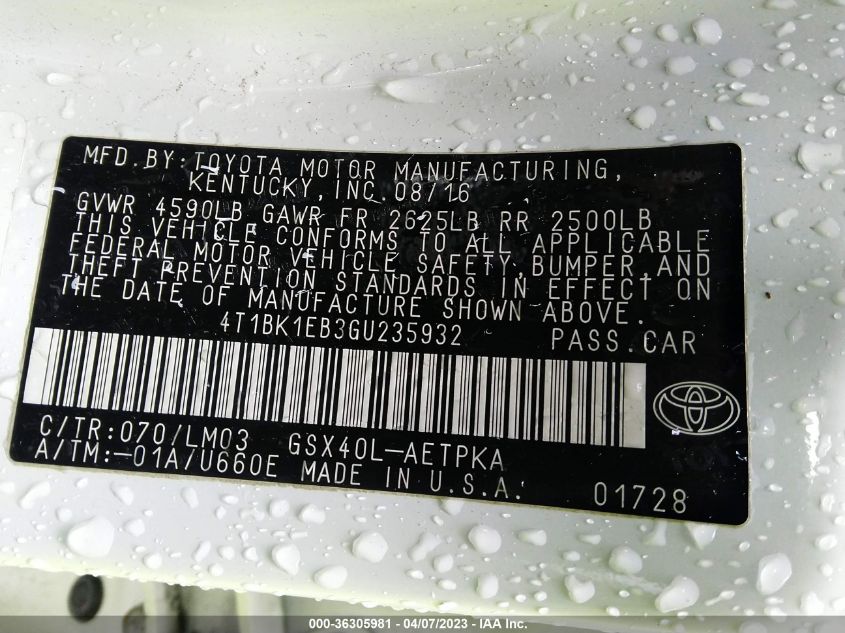 MFD.BY:TOYOTA MOTOR MANUFACTURING,
KENTUCKY,INC.08/16
GVWR 4590LB GAWR FR 2625LB RR 2500LB
THIS VEHICLE CONFORMS TO ALL APPLICABLE
FEDERAL MOTOR VEHICLE SAFETY,BUMPER,AND
THEFT PREVENTION STANDARDS IN EFFECT ON
THE DATE OF MANUFACTURE SHOWN ABOVE.
4T1BK1EB3GU235932 PASS.CAR
C/TR:070/LM03 GSX40L-AETPKA
A/TM:-01A/U660E MADE IN U.S.A. 01728
000-36305981 - 04/07/2023 - IAA Inc.